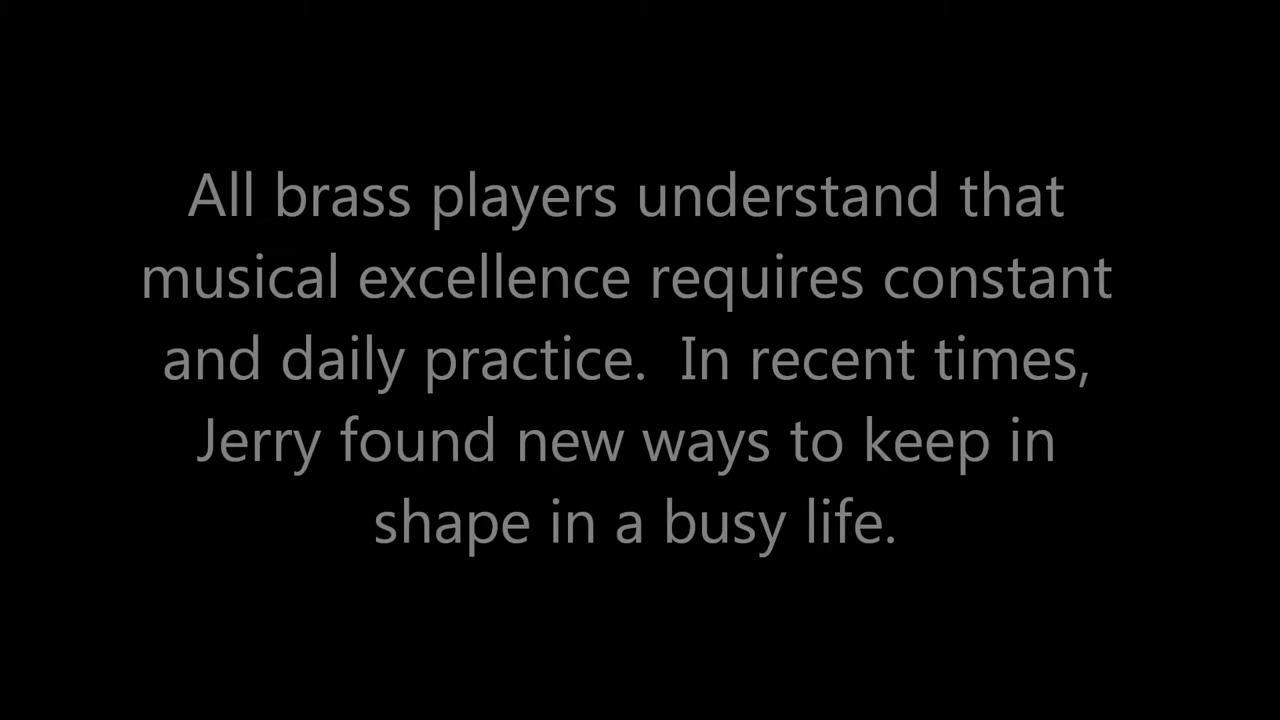 All brass players understand that
musical excellence requires constant
and daily practice.  In recent times,
Jerry found new ways to keep in
shape in a busy life.